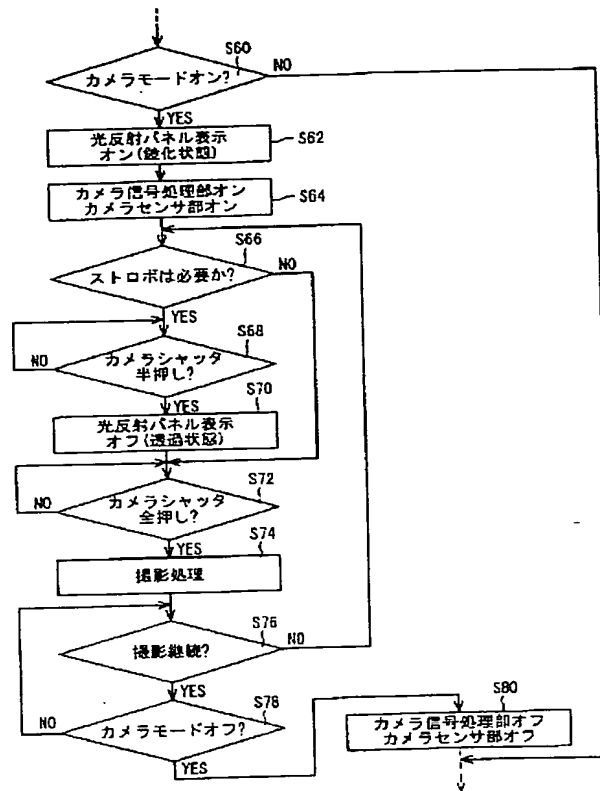 S60
カメラモードオン?
NO
YES
光反射パネル表示
オン(鏡化状態)
S62
カメラ信号処理部オン
カメラセンサ部オン
S64
S66
ストロボは必要か?
NO
YES
S68
カメラシャッタ
半押し?
NO
YES
S70
光反射パネル表示
オフ(透過状態)
S72
カメラシャッタ
全押し?
NO
YES
S74
撮影処理
S76
撮影継続?
NO
YES
S78
カメラモードオフ?
NO
YES
S80
カメラ信号処理部オフ
カメラセンサ部オフ